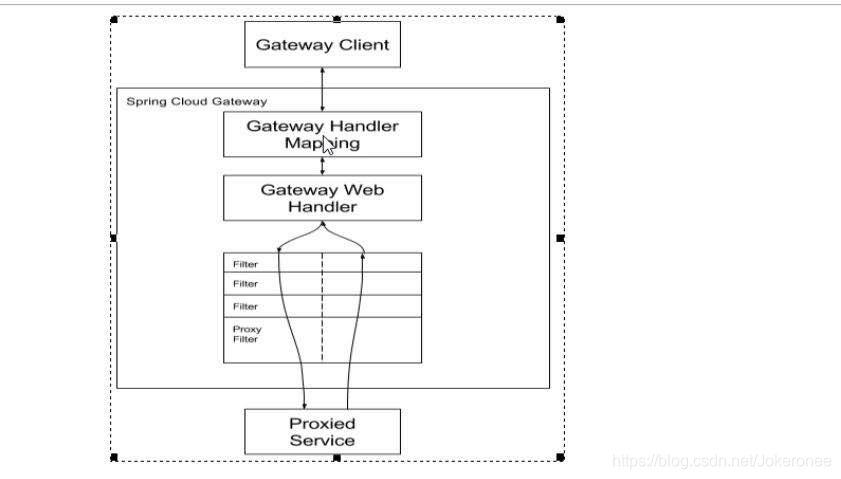 Gateway Client
Spring Cloud Gateway
Gateway Handler
Mapping
Gateway Web
Handler
Filter
Filter
Filter
Proxy
Filter
Proxied
Service
https://blog.csdn.net/Jokeronee